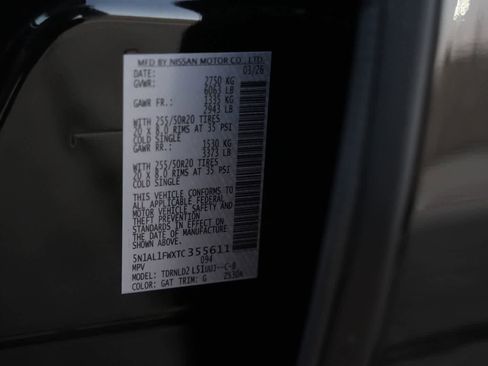 MFD BY NISSAN MOTOR CO., LTD.
DATE: 03/26
GVWR: 2750 KG
6063 LB
GAWR FR.: 1335 KG
2943 LB
WITH 255/50R20 TIRES
20 X 8.0 RIMS AT 35 PSI
COLD SINGLE
GAWR RR.: 1530 KG
3373 LB
WITH 255/50R20 TIRES
20 X 8.0 RIMS AT 35 PSI
COLD SINGLE
THIS VEHICLE CONFORMS TO
ALL APPLICABLE FEDERAL
MOTOR VEHICLE SAFETY AND
THEFT PREVENTION
STANDARDS IN EFFECT ON
THE DATE OF MANUFACTURE
5N1AL1FWXTC355611
MPV 094
MODEL: TDRNLD2
COLOR: GAT TRIM: G